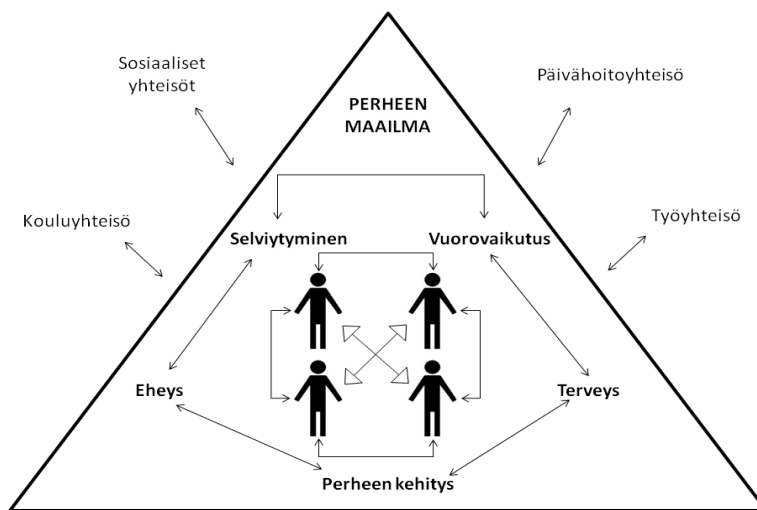 Sosiaaliset
yhteisöt
Päivähoitoyhteisö
PERHEEN
MAAILMA
Kouluyhteisö
Työyhteisö
Selviytyminen
Vuorovaikutus
Eheys
Terveys
Perheen kehitys